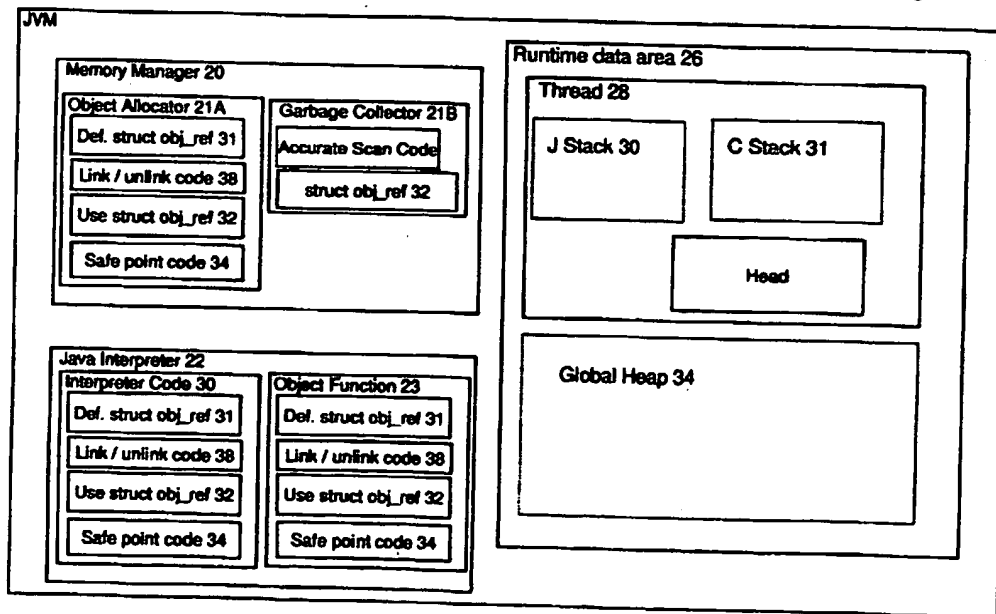 JVM
Memory Manager 20
Object Allocator 21A
Def. struct obj_ref 31
Link / unlink code 38
Use struct obj_ref 32
Safe point code 34
Garbage Collector 21B
Accurate Scan Code
struct obj_ref 32
Java Interpreter 22
Interpreter Code 30
Def. struct obj_ref 31
Link / unlink code 38
Use struct obj_ref 32
Safe point code 34
Object Function 23
Def. struct obj_ref 31
Link / unlink code 38
Use struct obj_ref 32
Safe point code 34
Runtime data area 26
Thread 28
J Stack 30
C Stack 31
Head
Global Heap 34